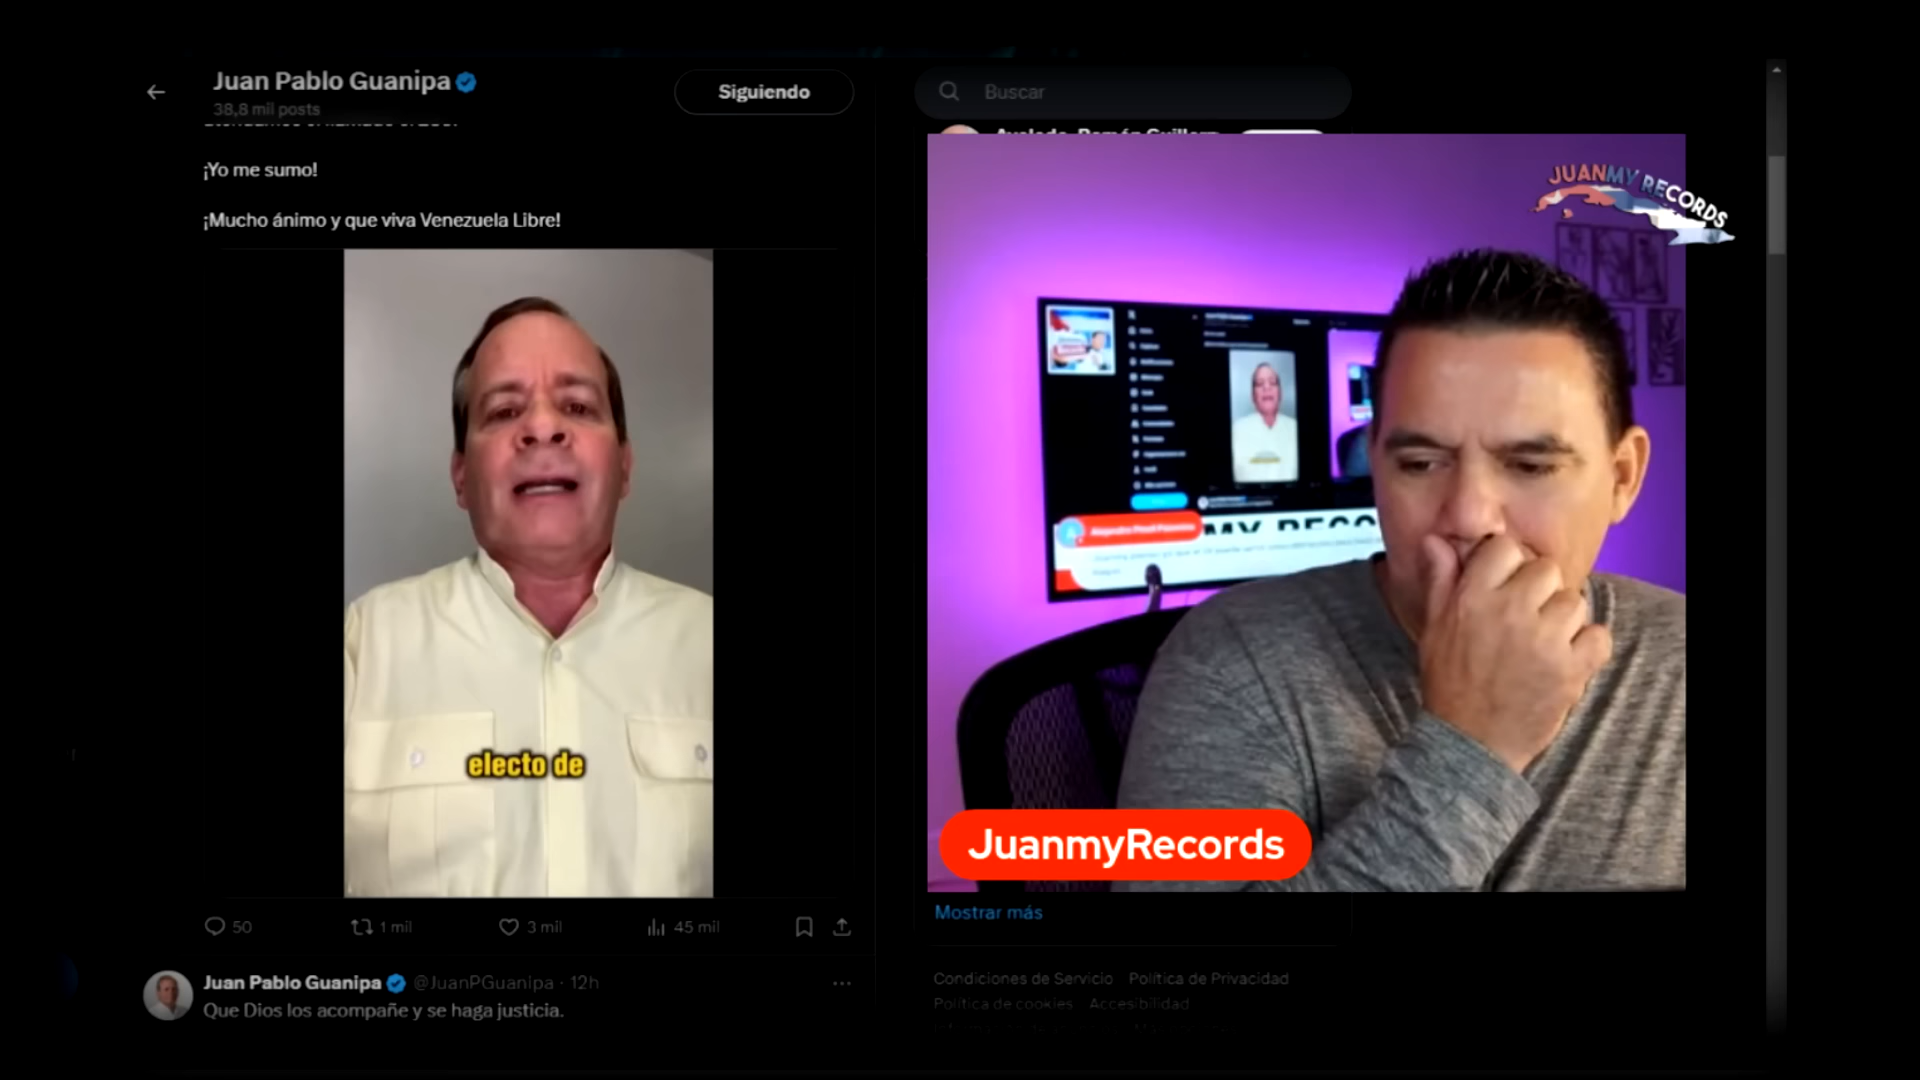 Juan Pablo Guanipa
38,8 mil posts
¡Yo me sumo!
¡Mucho ánimo y que viva Venezuela Libre!
electo de
50
1 mil
3 mil
45 mil
Juan Pablo Guanipa @JuanPGuanipa · 12h
Que Dios los acompañe y se haga justicia.
Siguiendo
Buscar
JUANMY RECORDS
MY RECO
JuanmyRecords
Mostrar más
Condiciones de Servicio Política de Privacidad
Política de cookies Accesibilidad